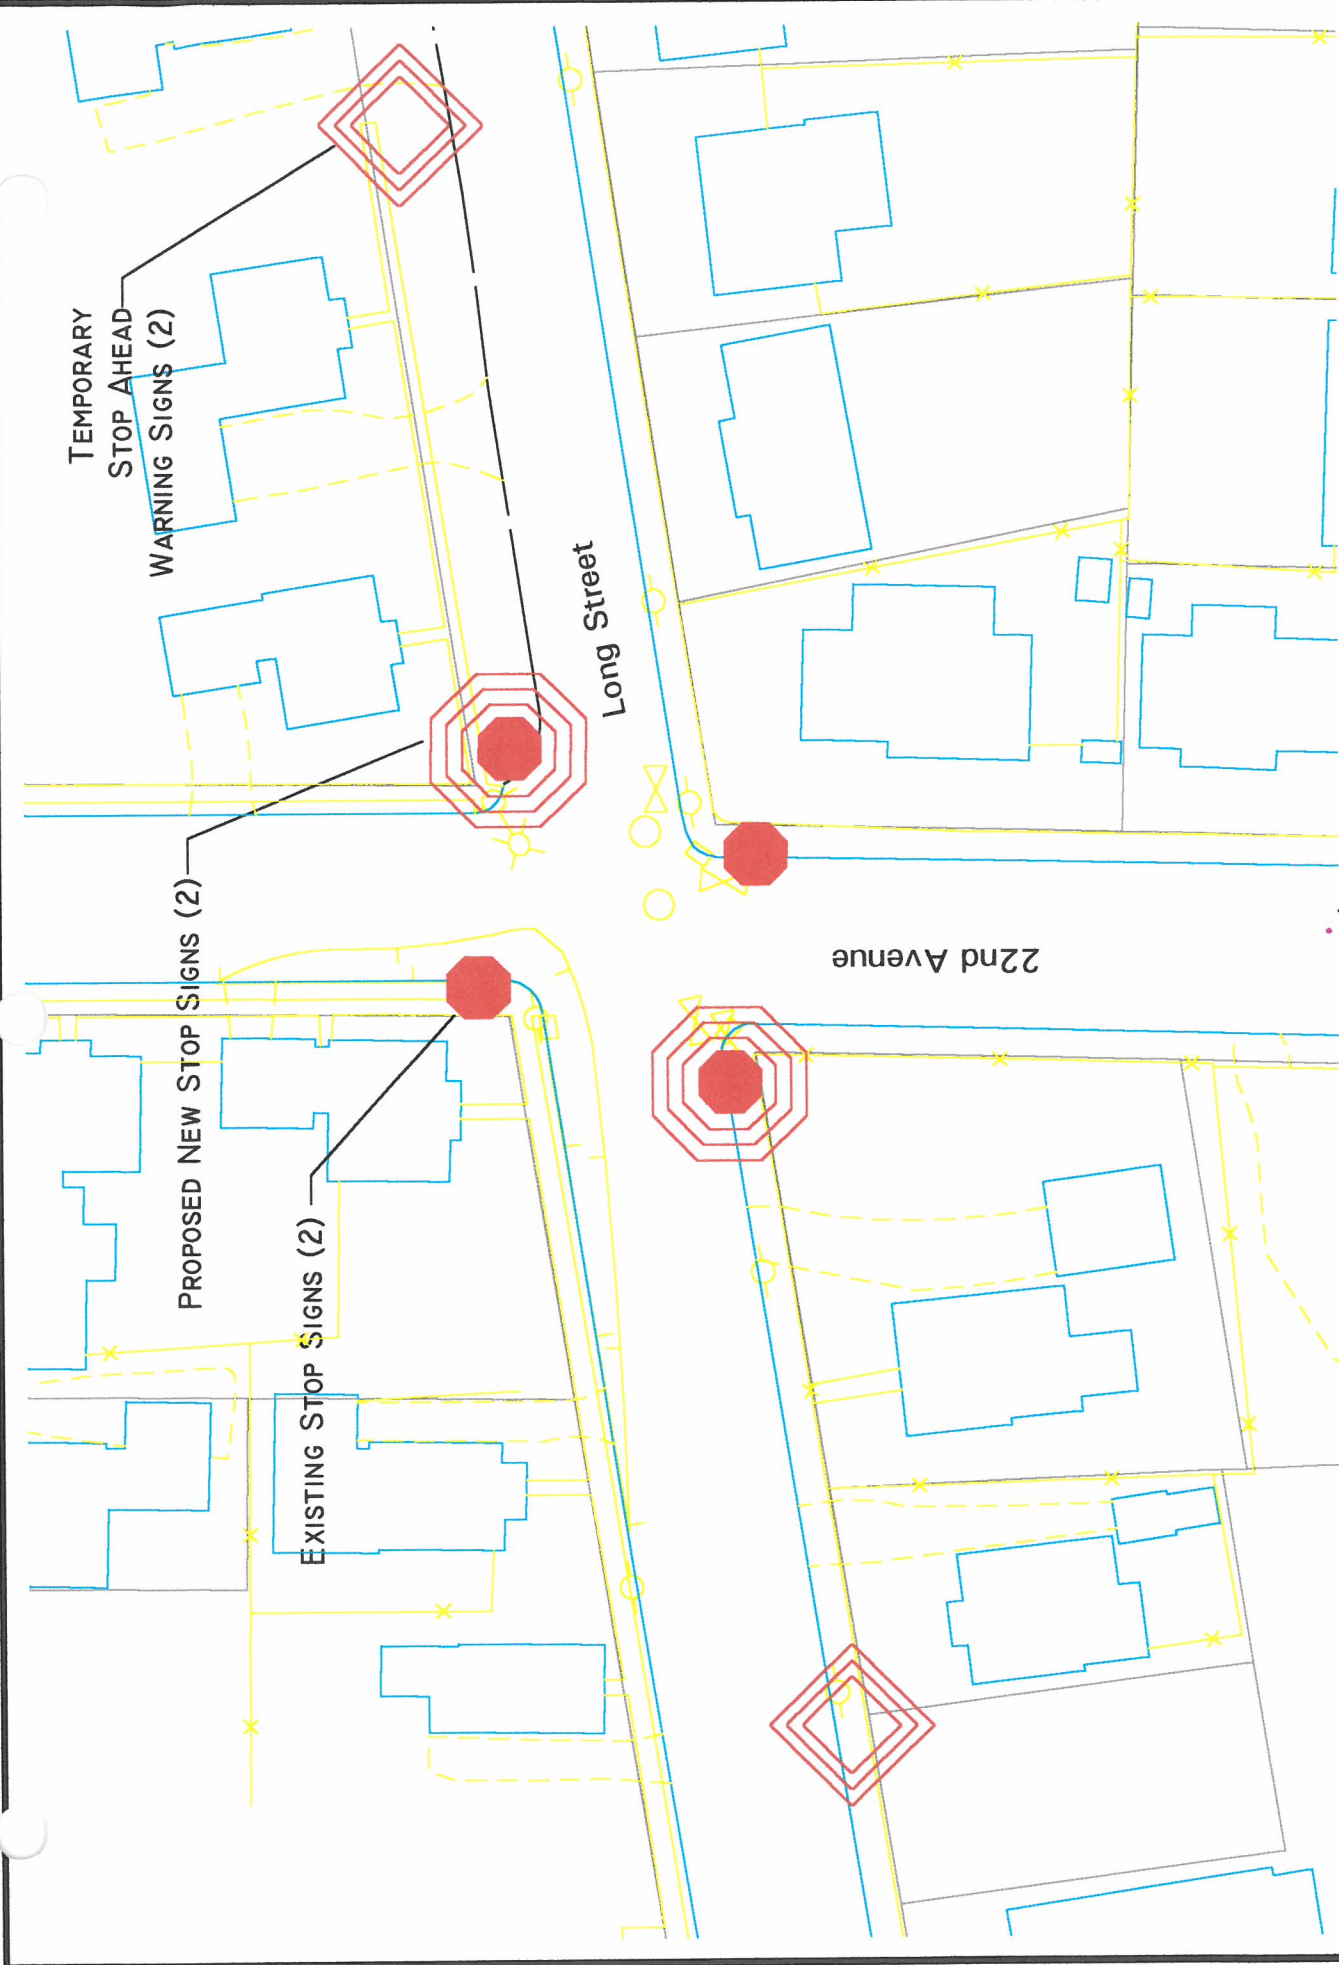 TEMPORARY
STOP AHEAD
WARNING SIGNS (2)
PROPOSED NEW STOP SIGNS (2)
EXISTING STOP SIGNS (2)
Long Street
22nd Avenue